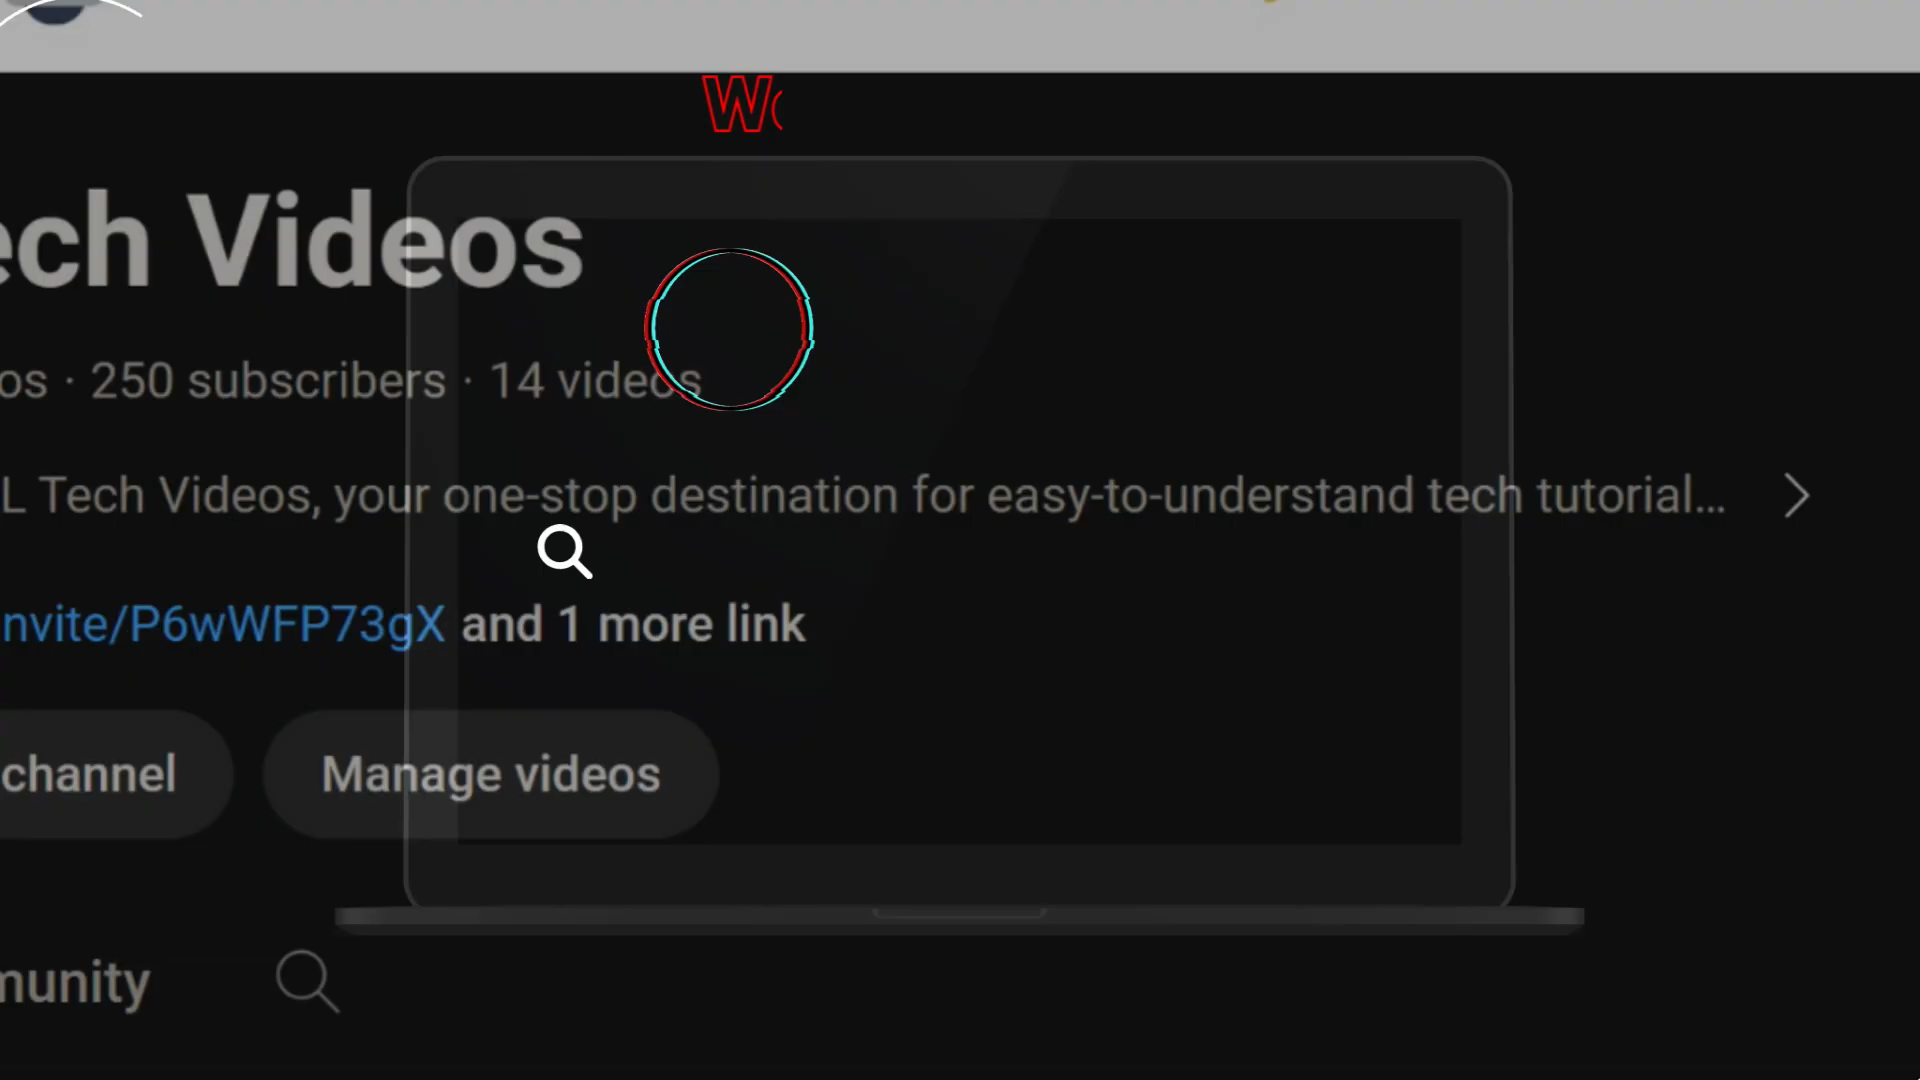 W
ech Videos
os · 250 subscribers · 14 videos
L Tech Videos, your one-stop destination for easy-to-understand tech tutorial...
nvite/P6wWFP73gX and 1 more link
channel
Manage videos
munity